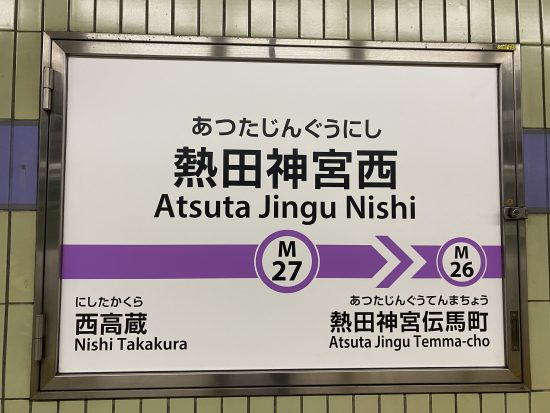 あつたじんぐうにし
熱田神宮西
Atsuta Jingu Nishi
M
27
M
26
にしたかくら
西高蔵
Nishi Takakura
あつたじんぐうてんまちょう
熱田神宮伝馬町
Atsuta Jingu Temma-cho